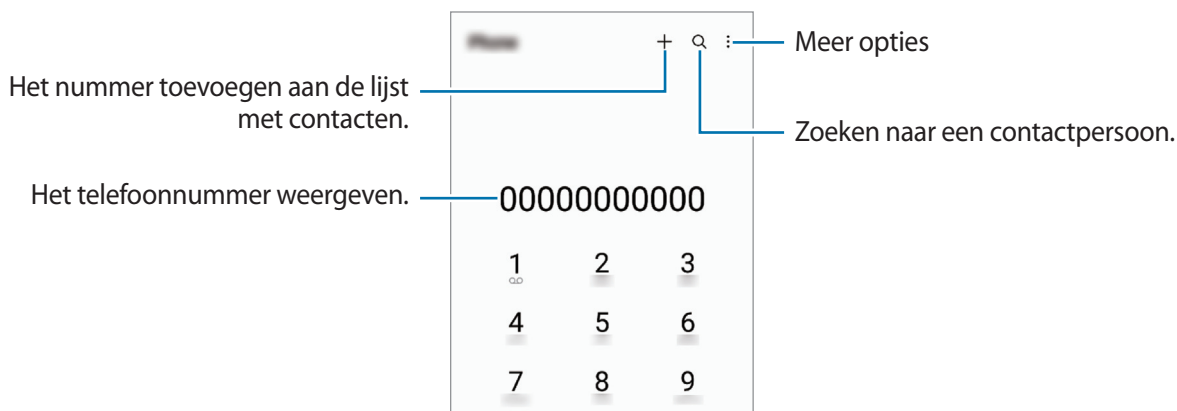 Meer opties
Het nummer toevoegen aan de lijst
met contacten.
Zoeken naar een contactpersoon.
Het telefoonnummer weergeven.
00000000000
1 2 3
4 5 6
7 8 9